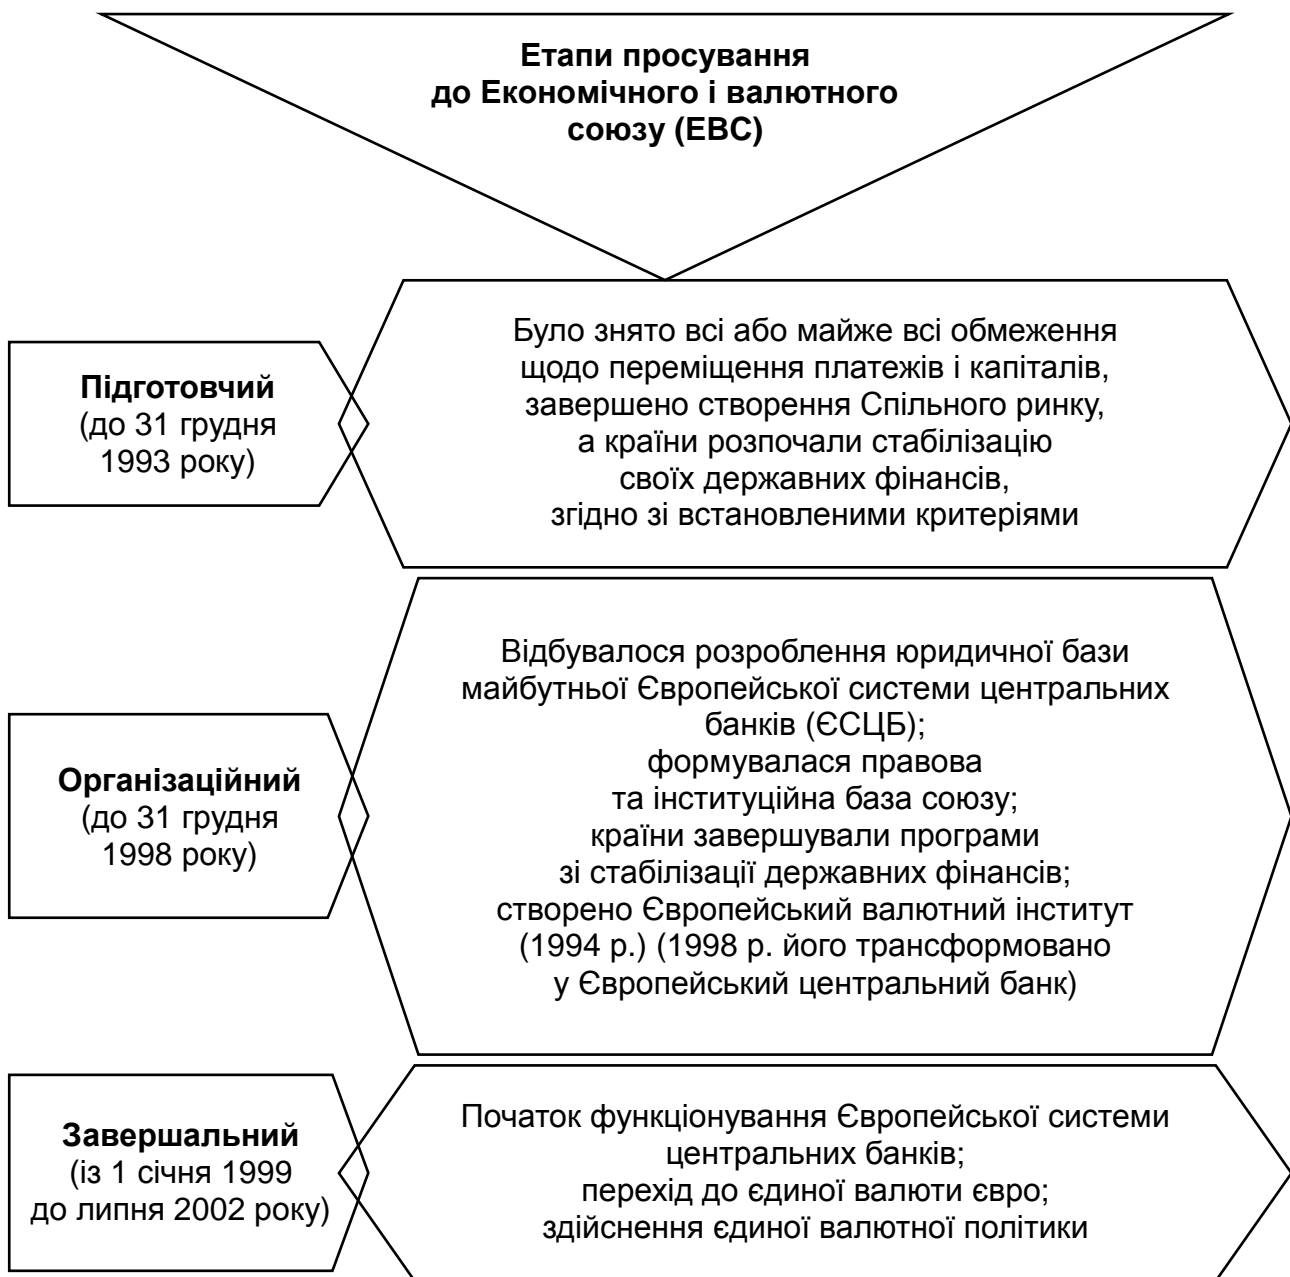 Етапи просування
до Економічного і валютного
союзу (ЕВС)
Підготовчий
(до 31 грудня
1993 року)
Було знято всі або майже всі обмеження
щодо переміщення платежів і капіталів,
завершено створення Спільного ринку,
а країни розпочали стабілізацію
своїх державних фінансів,
згідно зі встановленими критеріями
Організаційний
(до 31 грудня
1998 року)
Відбувалося розроблення юридичної бази
майбутньої Європейської системи центральних
банків (ЄСЦБ);
формувалася правова
та інституційна база союзу;
країни завершували програми
зі стабілізації державних фінансів;
створено Європейський валютний інститут
(1994 р.) (1998 р. його трансформовано
у Європейський центральний банк)
Завершальний
(із 1 січня 1999
до липня 2002 року)
Початок функціонування Європейської системи
центральних банків;
перехід до єдиної валюти євро;
здійснення єдиної валютної політики